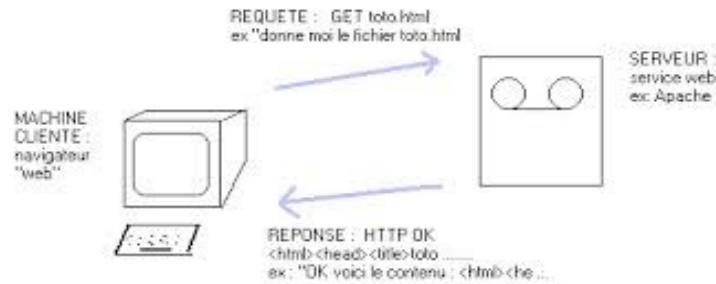 REQUETE : GET toto.html
ex "donne moi le fichier toto.html
SERVEUR :
service web
ex: Apache
MACHINE
CLIENTE :
navigateur
"web"
REPONSE : HTTP OK
<html><head><title>toto .......
ex : "OK voici le contenu : <html><he ...